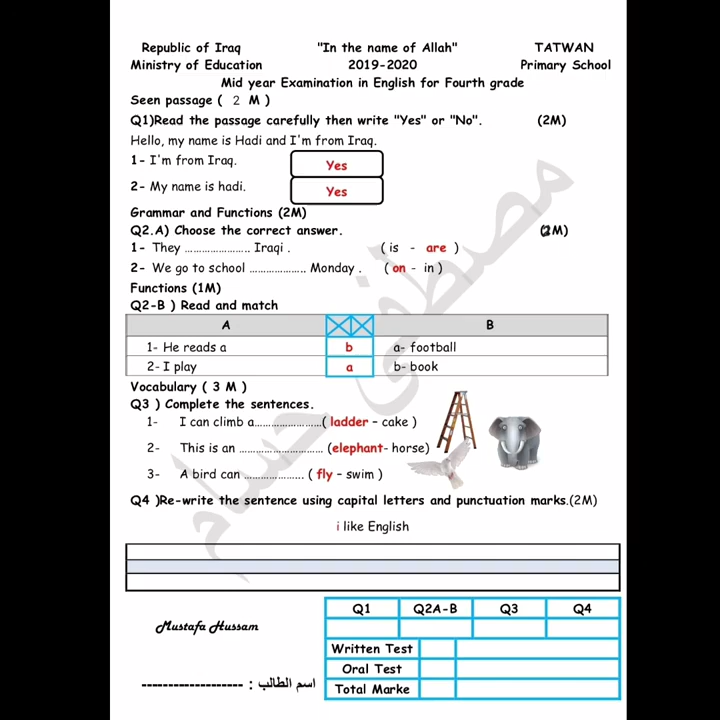 Republic of Iraq "In the name of Allah" TATWAN
Ministry of Education 2019-2020 Primary School
Mid year Examination in English for Fourth grade
Seen passage ( 2 M )
Q1)Read the passage carefully then write "Yes" or "No". (2M)
Hello, my name is Hadi and I'm from Iraq.
1- I'm from Iraq. Yes
2- My name is hadi. Yes
Grammar and Functions (2M)
Q2.A) Choose the correct answer. (2M)
1- They ...................... Iraqi . ( is - are )
2- We go to school ................... Monday . ( on - in )
Functions (1M)
Q2-B ) Read and match
A B
1- He reads a b a- football
2- I play a b- book
Vocabulary ( 3 M )
Q3 ) Complete the sentences.
1- I can climb a......................( ladder - cake )
2- This is an ............................ (elephant- horse)
3- A bird can .................... ( fly - swim )
Q4 )Re-write the sentence using capital letters and punctuation marks.(2M)
i like English
Q1 Q2A-B Q3 Q4
Mustafa Hussam
Written Test
Oral Test
Total Marke
اسم الطالب : -------------------
مصطفى حسام